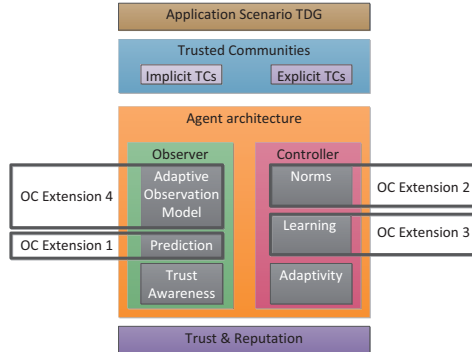 Application Scenario TDG
Trusted Communities
Implicit TCs
Explicit TCs
Agent architecture
Observer
Controller
Adaptive
Observation
Model
Norms
OC Extension 4
OC Extension 2
Learning
OC Extension 3
OC Extension 1
Prediction
Trust
Awareness
Adaptivity
Trust & Reputation